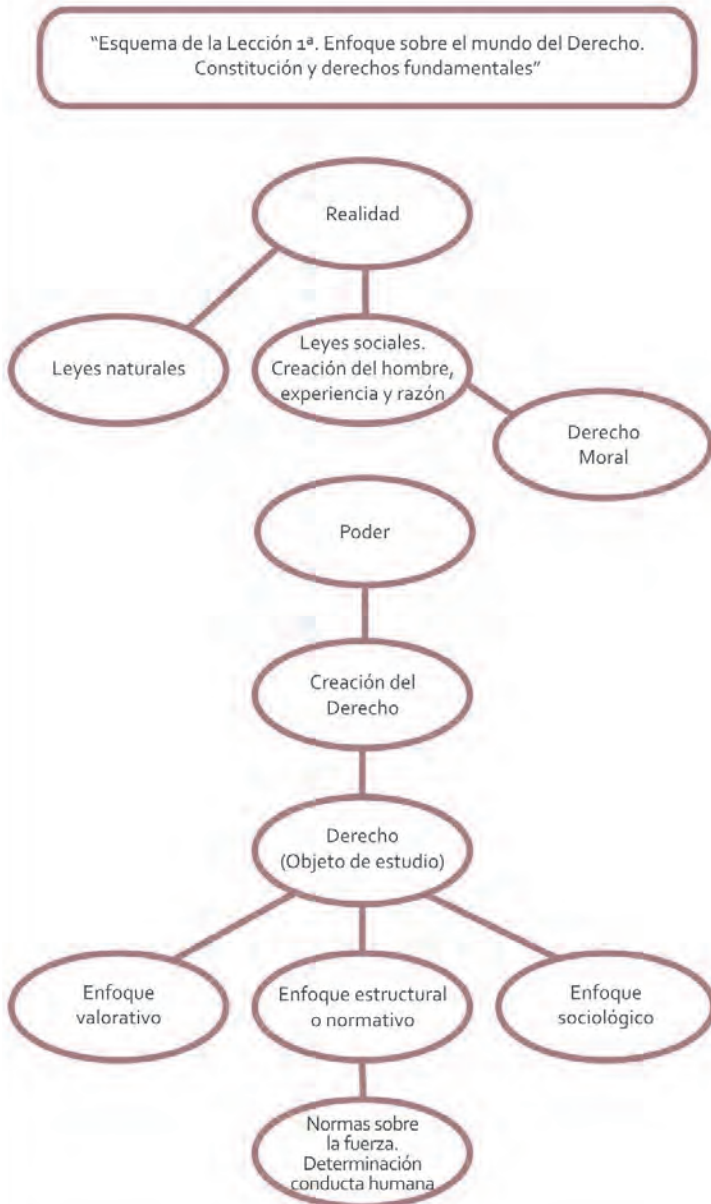 “Esquema de la Lección 1ª. Enfoque sobre el mundo del Derecho.
Constitución y derechos fundamentales”
Realidad
Leyes naturales
Leyes sociales.
Creación del hombre,
experiencia y razón
Derecho
Moral
Poder
Creación del
Derecho
Derecho
(Objeto de estudio)
Enfoque
valorativo
Enfoque estructural
o normativo
Enfoque
sociológico
Normas sobre
la fuerza.
Determinación
conducta humana